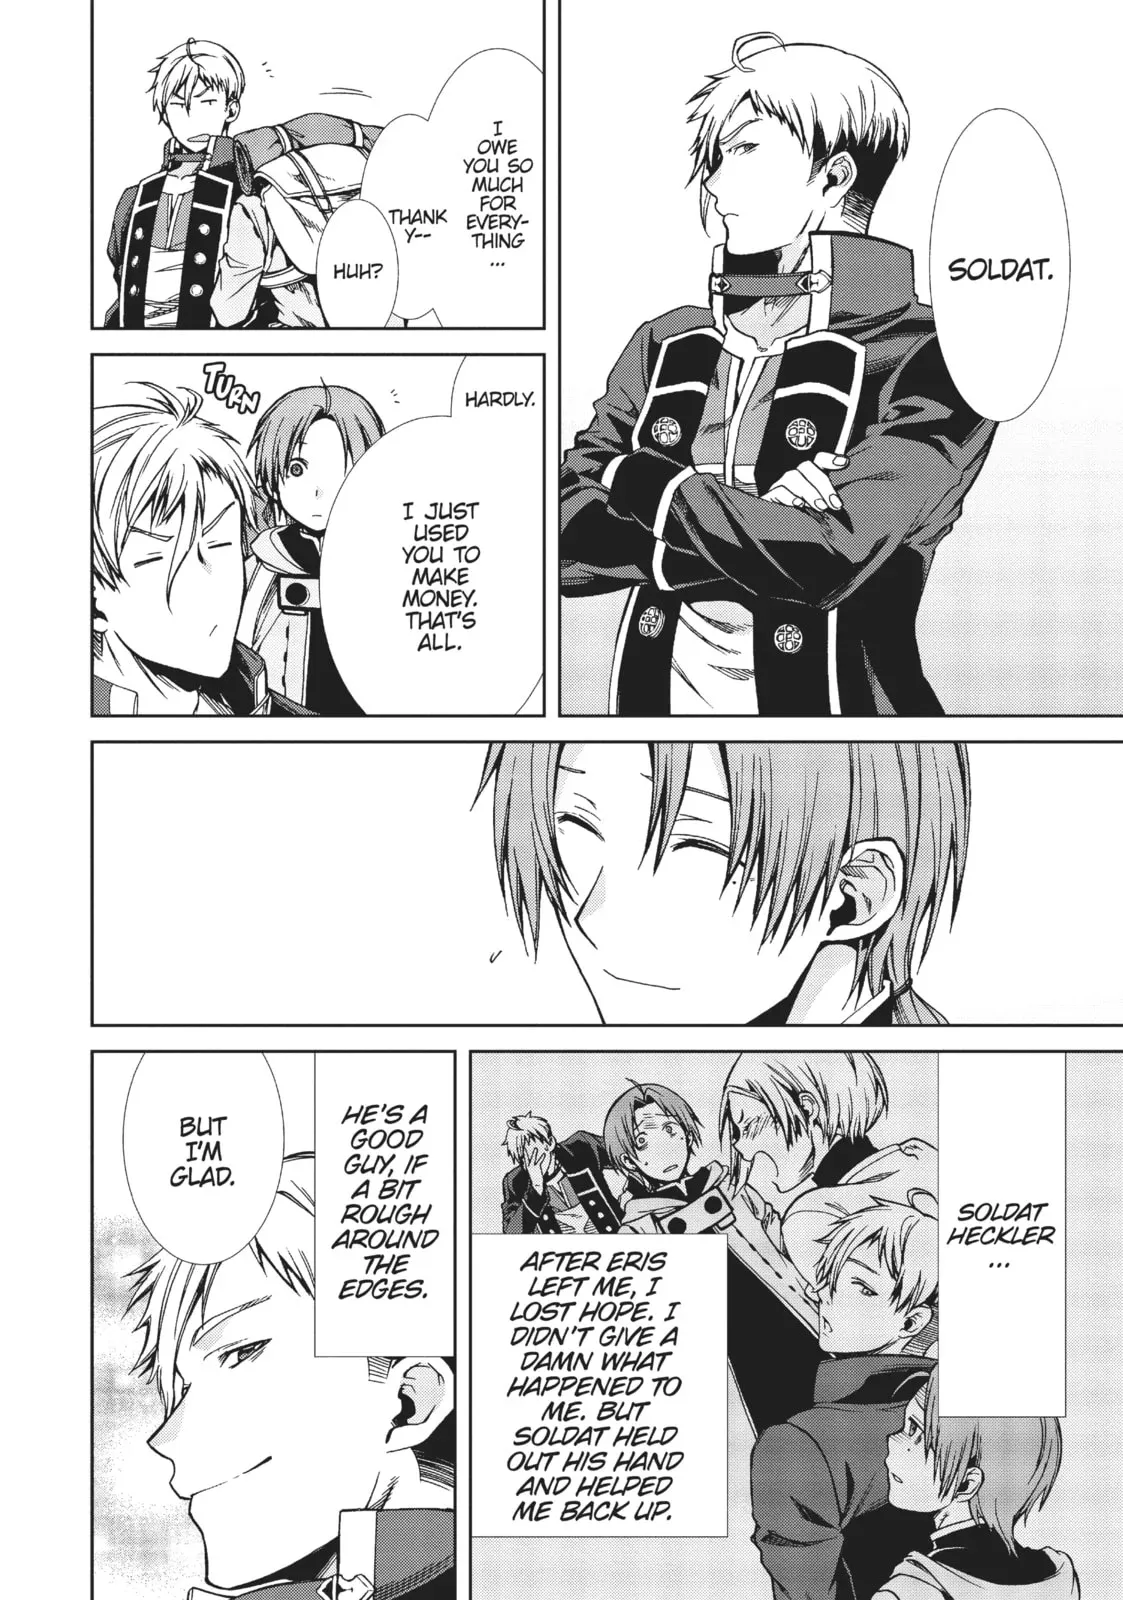 SOLDAT.
I
OWE
YOU SO
MUCH
FOR
EVERY-
THING
...
THANK
Y--
HUH?
HARDLY.
TURN
I JUST
USED
YOU TO
MAKE
MONEY.
THAT'S
ALL.
SOLDAT
HECKLER
...
AFTER ERIS
LEFT ME, I
LOST HOPE. I
DIDN'T GIVE A
DAMN WHAT
HAPPENED TO
ME. BUT
SOLDAT HELD
OUT HIS HAND
AND HELPED
ME BACK UP.
HE'S A
GOOD
GUY, IF
A BIT
ROUGH
AROUND
THE
EDGES.
BUT
I'M
GLAD.